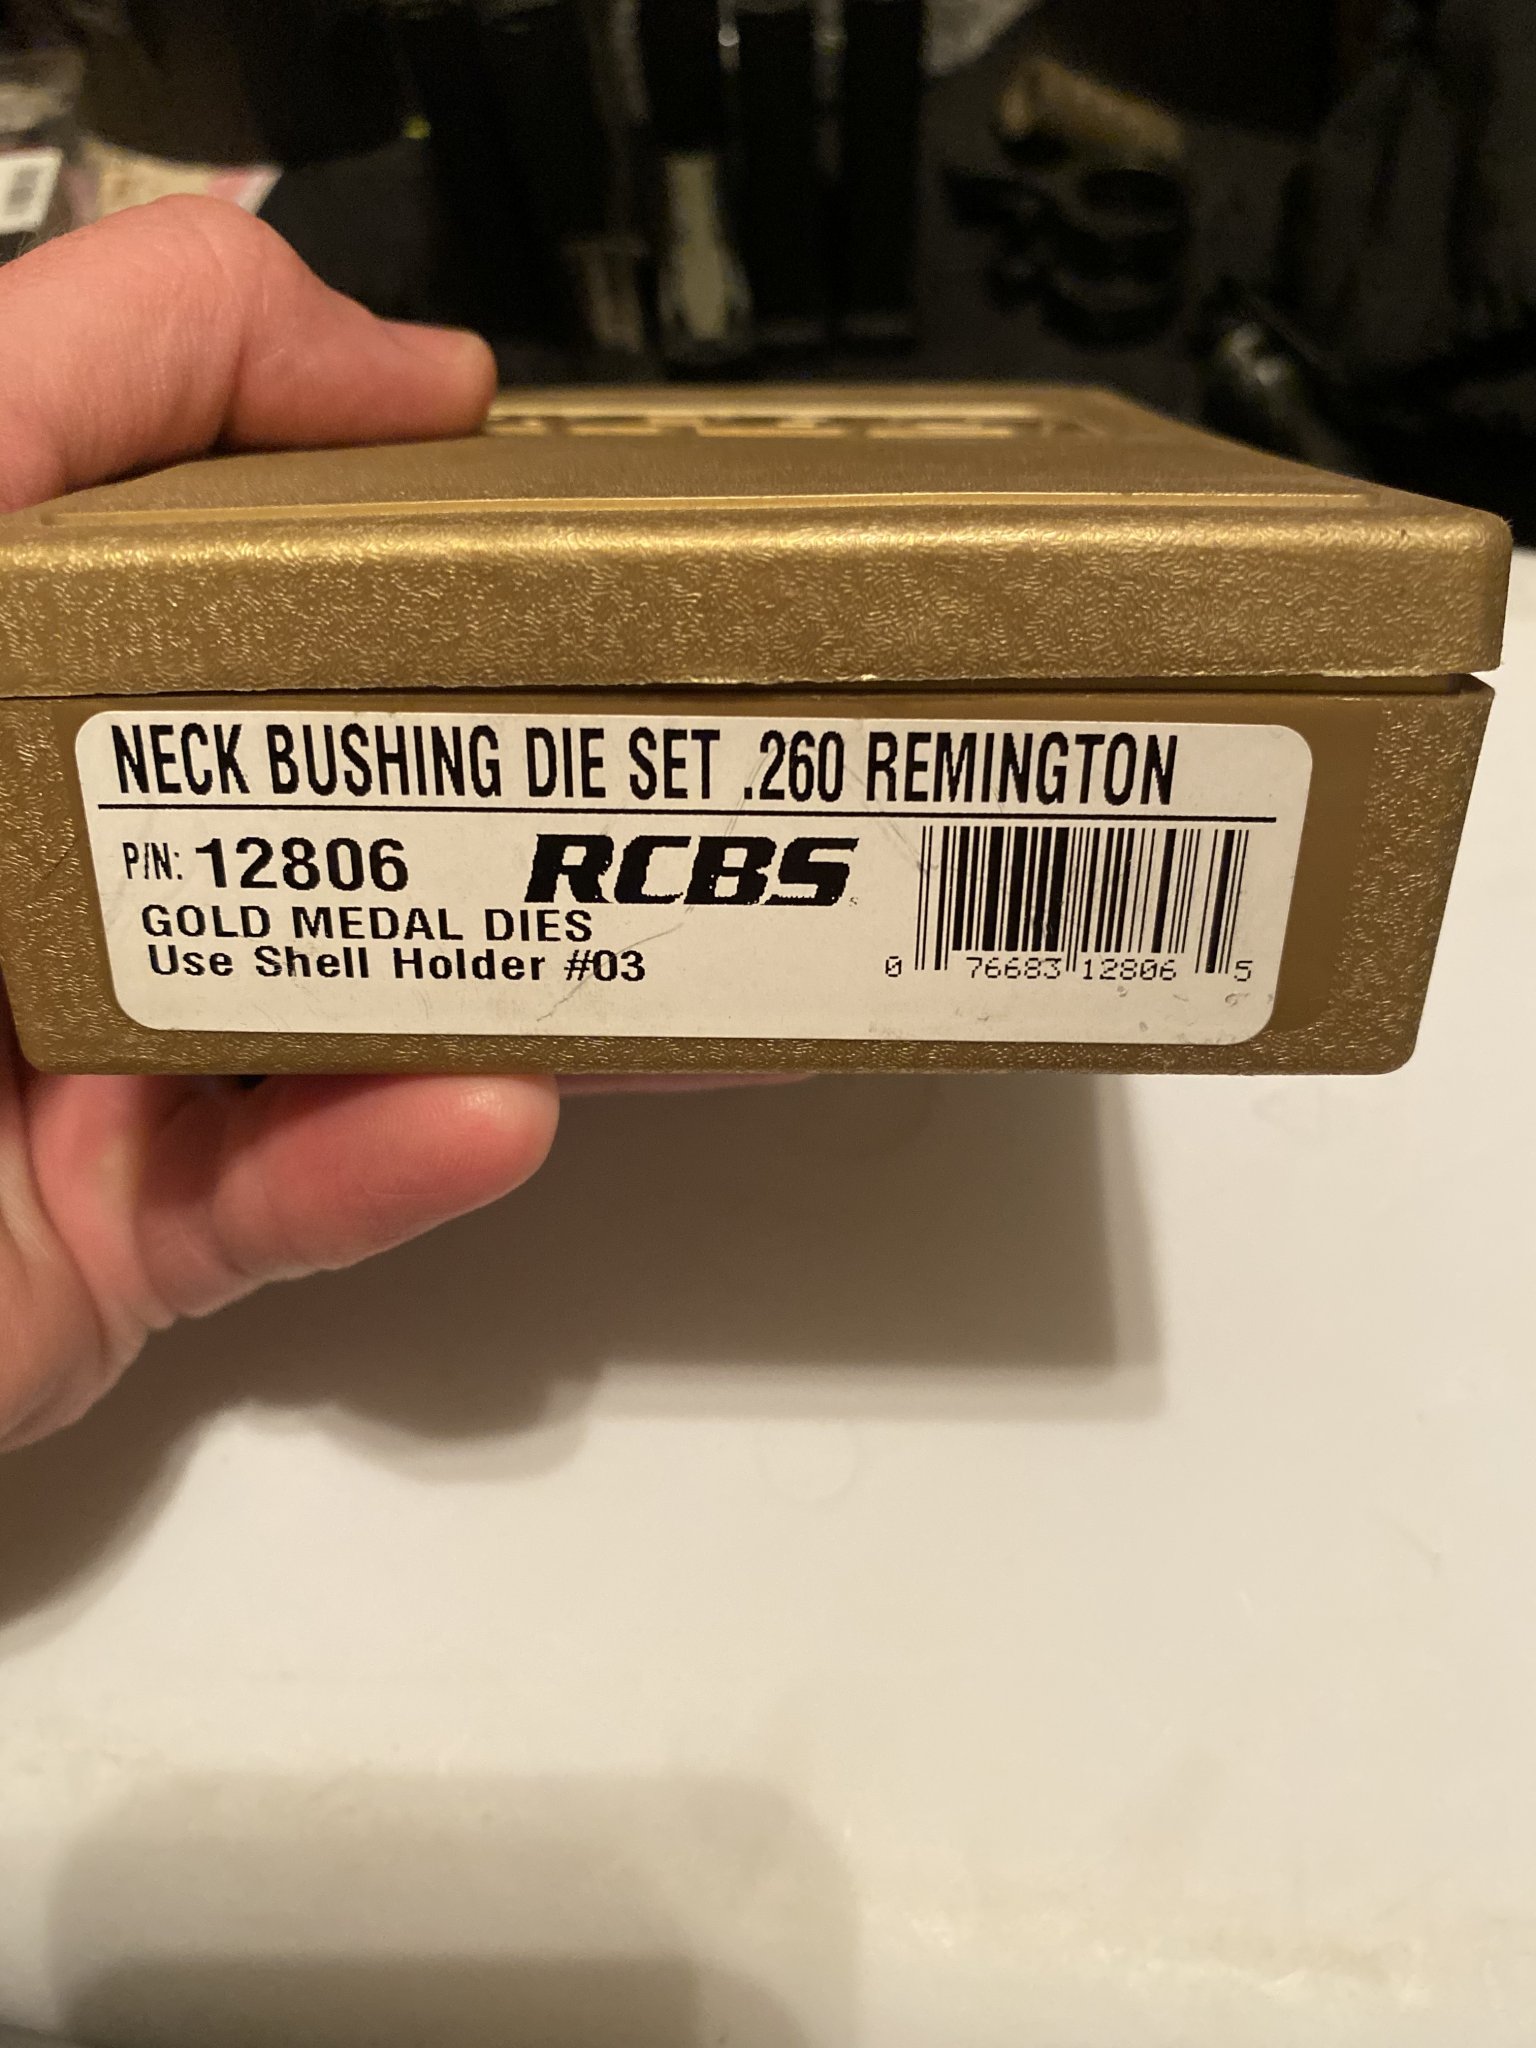 NECK BUSHING DIE SET .260 REMINGTON
P/N: 12806 RCBS
GOLD MEDAL DIES
Use Shell Holder #03
0 76683 12806 5